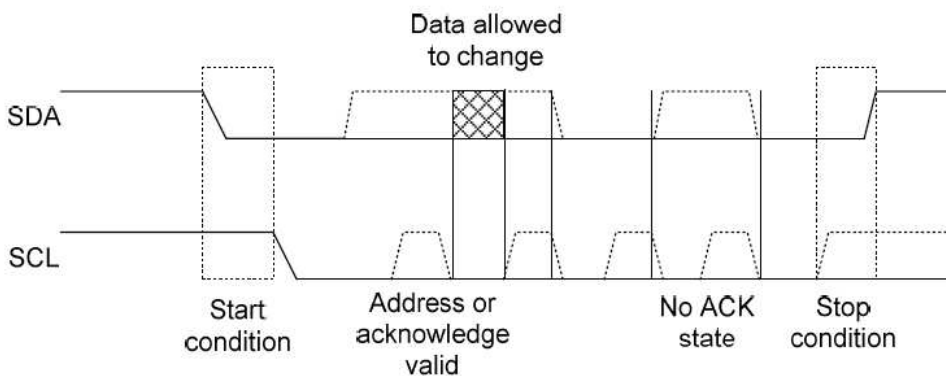 Data allowed
to change
SDA
SCL
Start
condition
Address or
acknowledge
valid
No ACK
state
Stop
condition